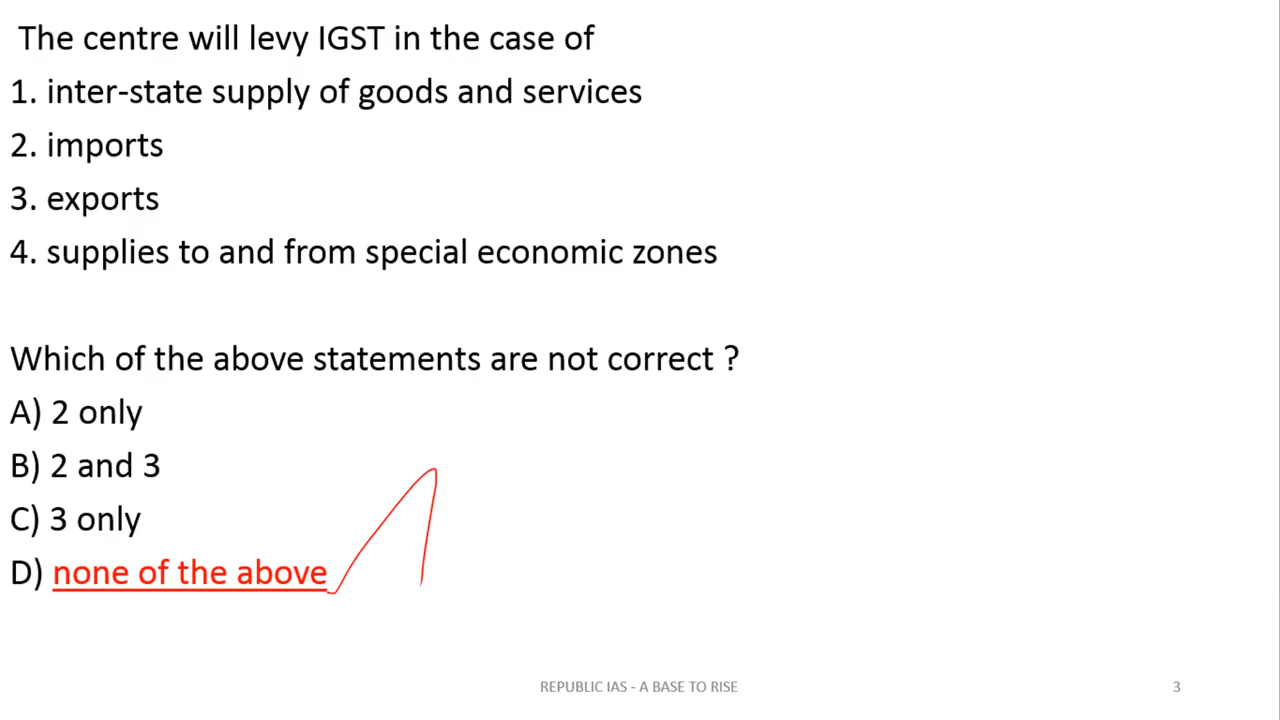 The centre will levy IGST in the case of
1. inter-state supply of goods and services
2. imports
3. exports
4. supplies to and from special economic zones
Which of the above statements are not correct ?
A) 2 only
B) 2 and 3
C) 3 only
D) none of the above
REPUBLIC IAS - A BASE TO RISE
3